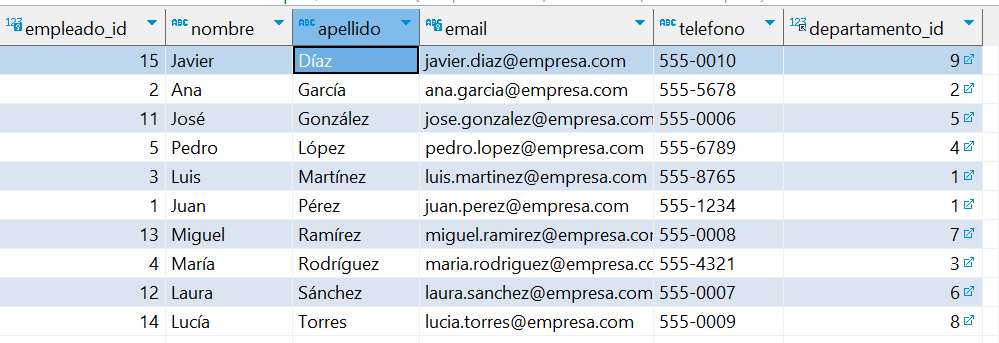 123 empleado_id ABC nombre ABC apellido ABC email ABC telefono 123 departamento_id
15 Javier Díaz javier.diaz@empresa.com 555-0010 9
2 Ana García ana.garcia@empresa.com 555-5678 2
11 José González jose.gonzalez@empresa.com 555-0006 5
5 Pedro López pedro.lopez@empresa.com 555-6789 4
3 Luis Martínez luis.martinez@empresa.com 555-8765 1
1 Juan Pérez juan.perez@empresa.com 555-1234 1
13 Miguel Ramírez miguel.ramirez@empresa.cor 555-0008 7
4 María Rodríguez maria.rodriguez@empresa.cc 555-4321 3
12 Laura Sánchez laura.sanchez@empresa.com 555-0007 6
14 Lucía Torres lucia.torres@empresa.com 555-0009 8